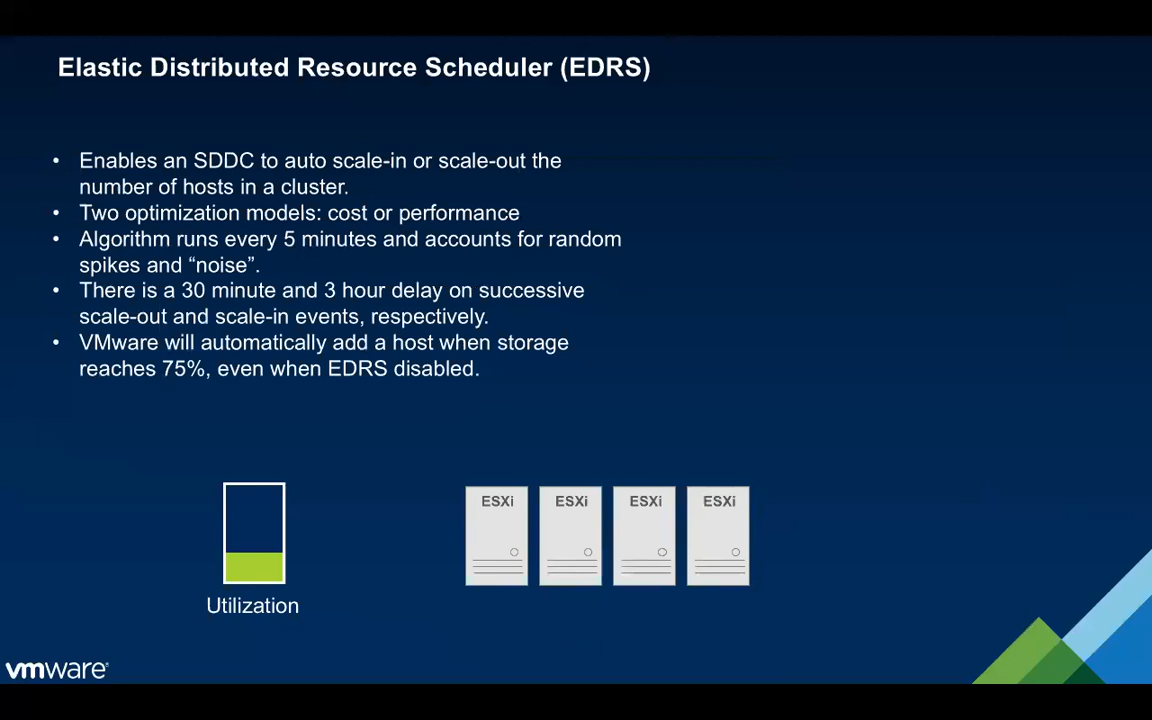 Elastic Distributed Resource Scheduler (EDRS)
• Enables an SDDC to auto scale-in or scale-out the
number of hosts in a cluster.
• Two optimization models: cost or performance
• Algorithm runs every 5 minutes and accounts for random
spikes and “noise”.
• There is a 30 minute and 3 hour delay on successive
scale-out and scale-in events, respectively.
• VMware will automatically add a host when storage
reaches 75%, even when EDRS disabled.
ESXi ESXi ESXi ESXi
Utilization
vmware®